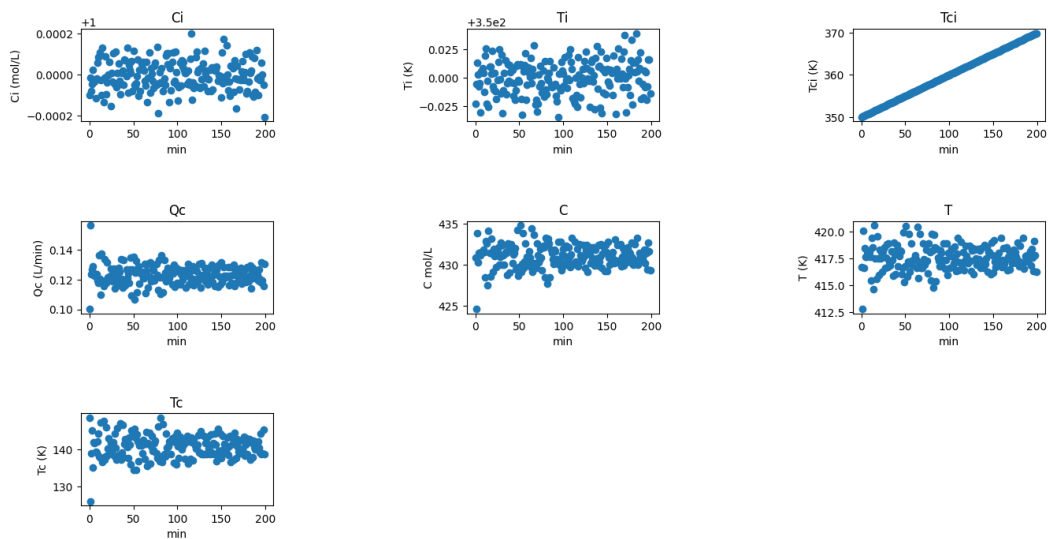 Ci
+1
Ci (mol/L)
0.0002
0.0000
−0.0002
0 50 100 150 200
min
Ti
+3.5e2
Ti (K)
0.025
0.000
−0.025
0 50 100 150 200
min
Tci
Tci (K)
370
360
350
0 50 100 150 200
min
Qc
Qc (L/min)
0.14
0.12
0.10
0 50 100 150 200
min
C
C mol/L
435
430
425
0 50 100 150 200
min
T
T (K)
420.0
417.5
415.0
412.5
0 50 100 150 200
min
Tc
Tc (K)
140
130
0 50 100 150 200
min